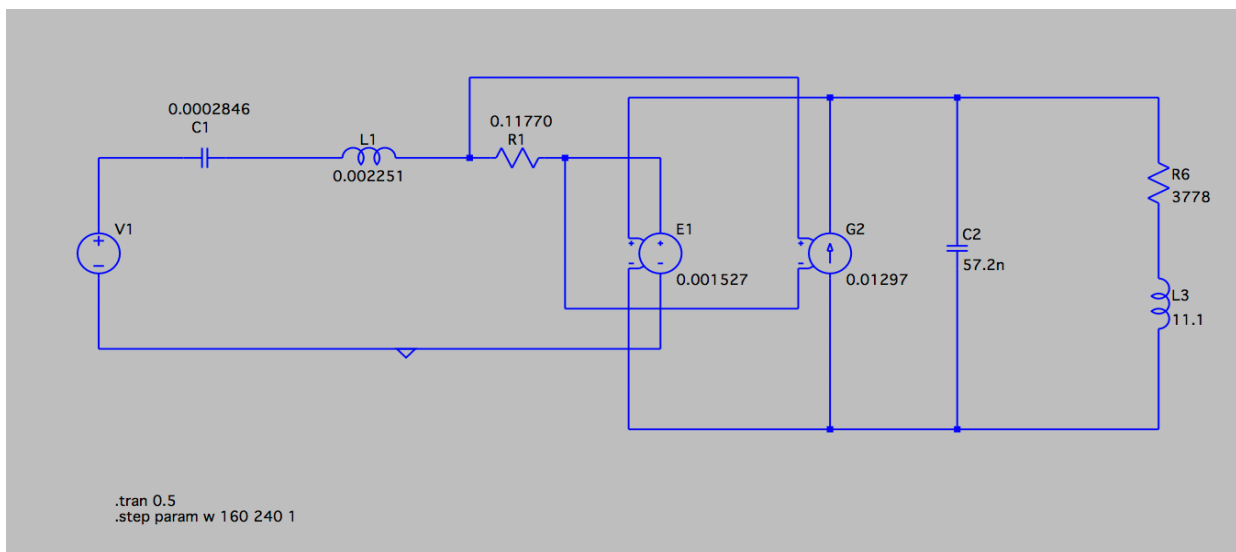 0.0002846
C1
L1
0.002251
0.11770
R1
V1
+
−
+
−
E1
+
−
0.001527
+
−
G2
0.01297
C2
57.2n
R6
3778
L3
11.1
.tran 0.5
.step param w 160 240 1